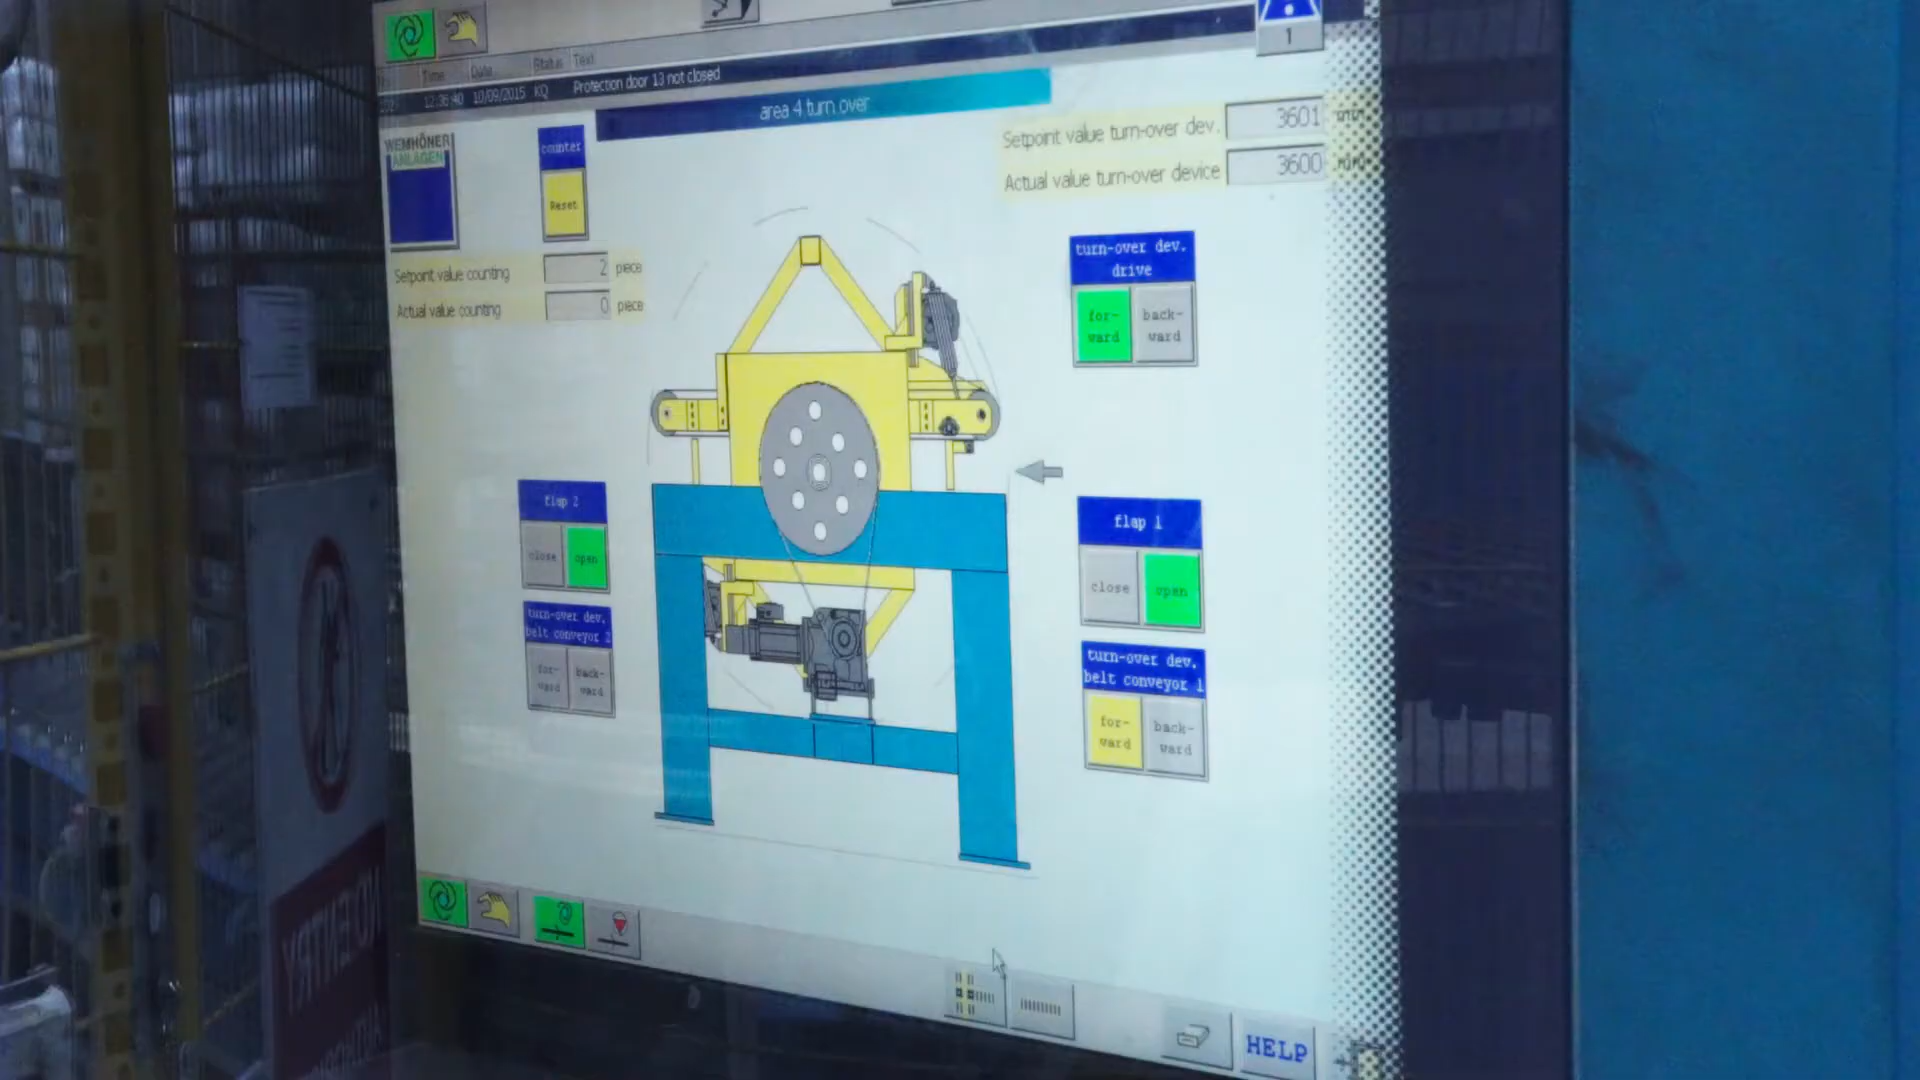 Time Date Status Text
12:36:40 10/09/2015 KQ Protection door 13 not closed
1
area 4 turn over
WEMHÖNER
ANLAGEN
counter
Reset
Setpoint value turn-over dev. 3601 mm
Actual value turn-over device 3600 mm
Setpoint value counting 2 piece
Actual value counting 0 piece
turn-over dev.
drive
for-
ward
back-
ward
flap 2
close open
flap 1
close open
turn-over dev.
belt conveyor 2
for-
ward
back-
ward
turn-over dev.
belt conveyor 1
for-
ward
back-
ward
HELP
NO ENTRY